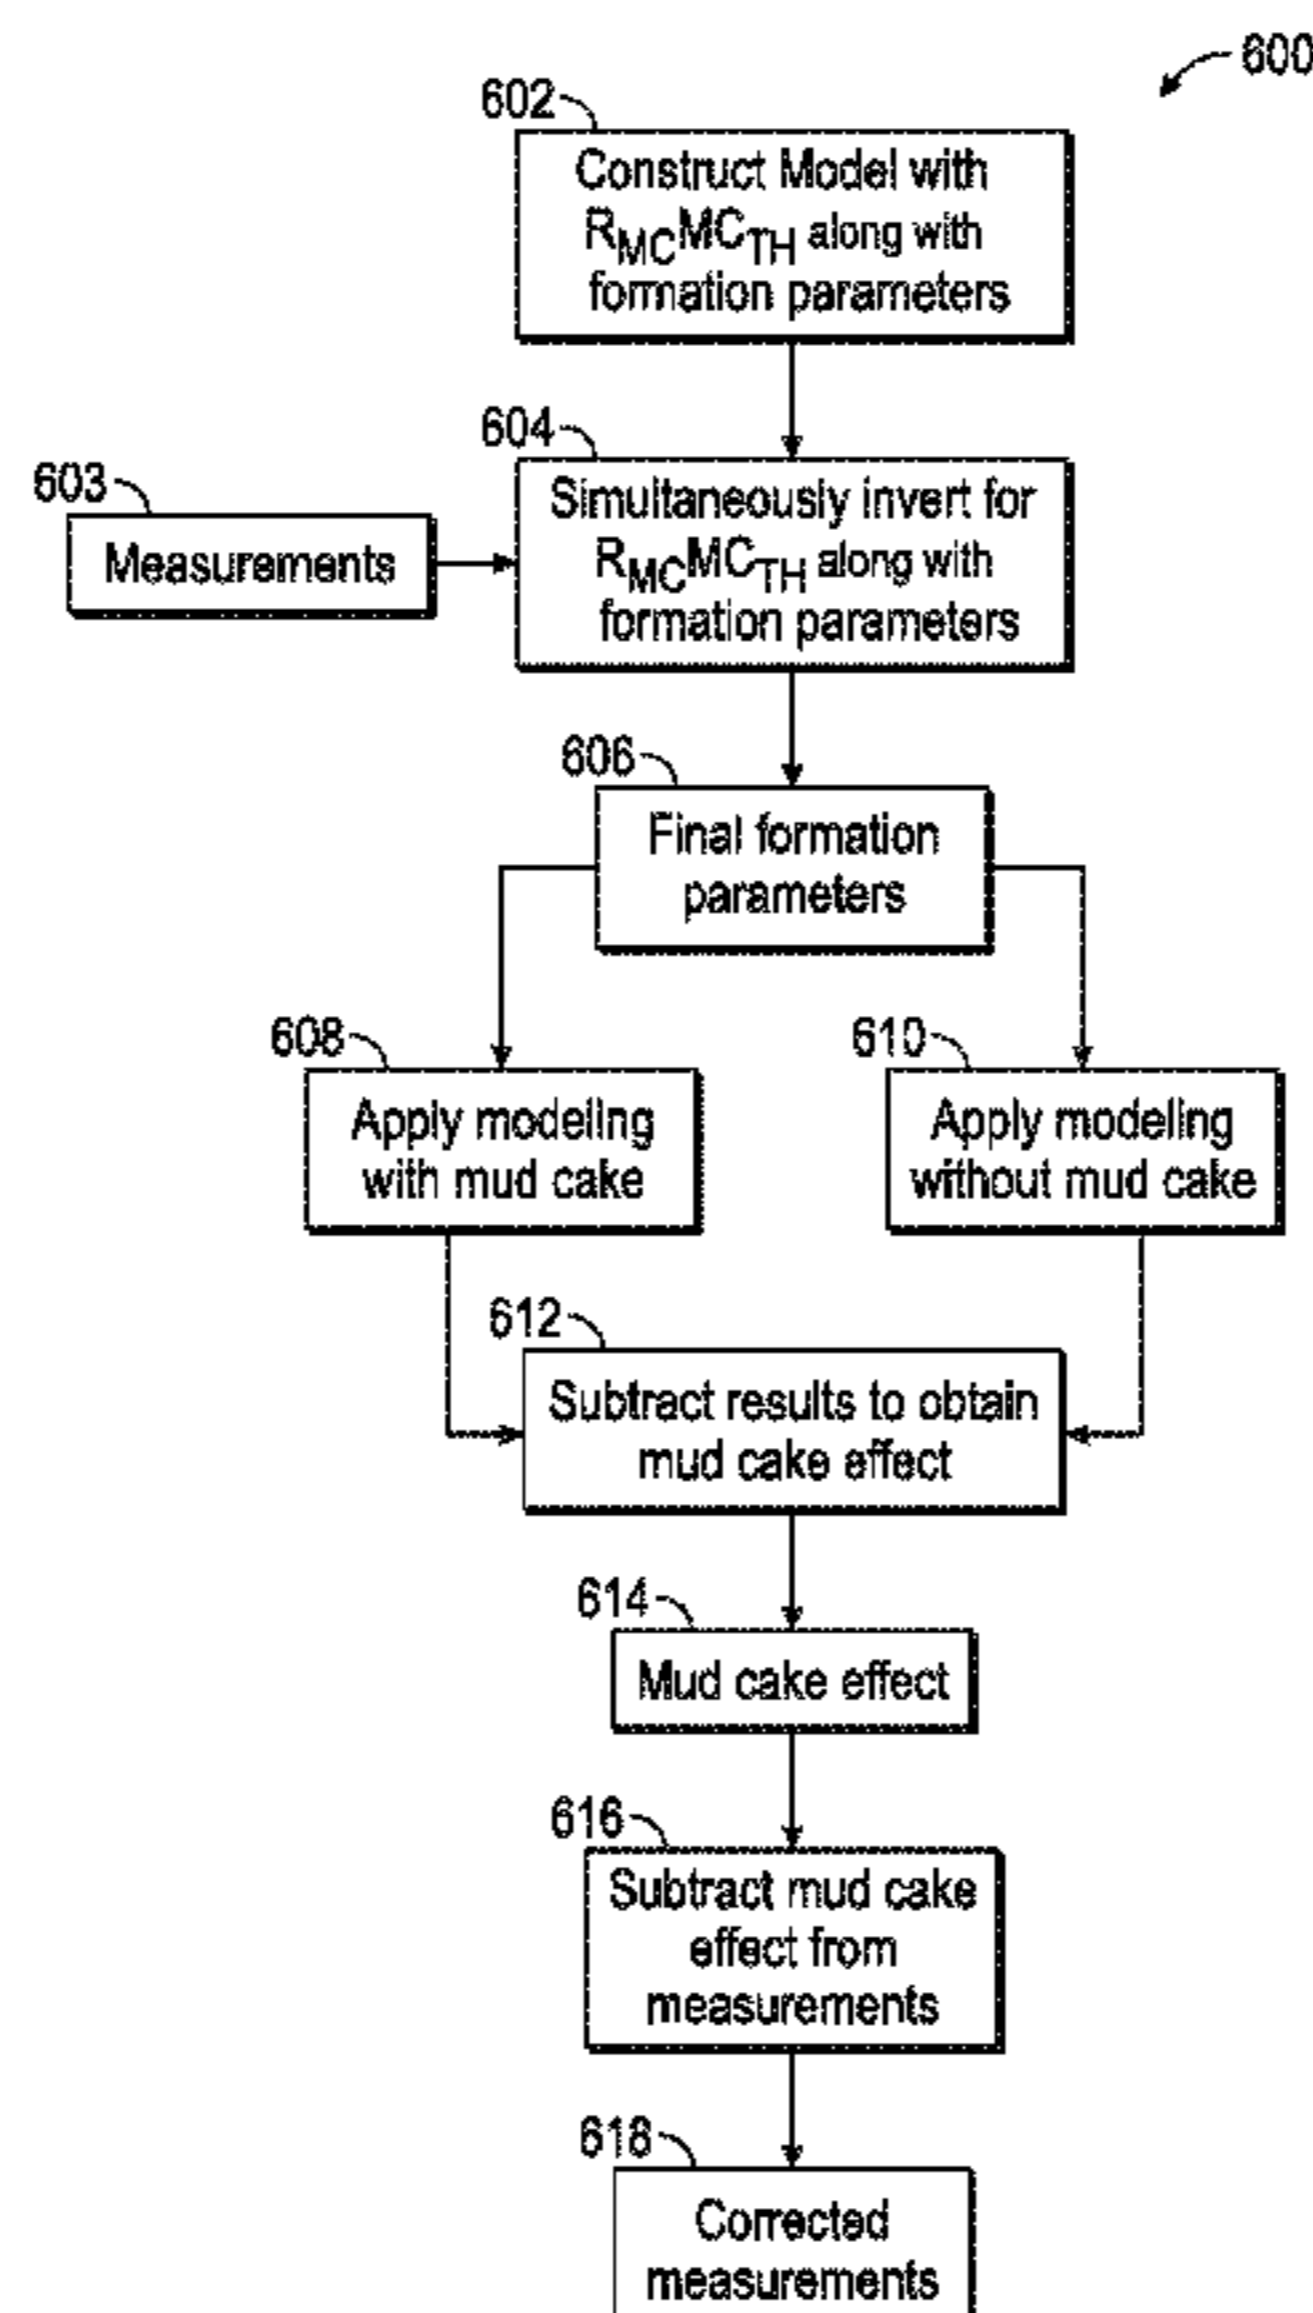 600
602
Construct Model with
RMCMCTH along with
formation parameters
604
603
Simultaneously invert for
Measurements
RMCMCTH along with
formation parameters
606
Final formation
parameters
608
610
Apply modeling
with mud cake
Apply modeling
without mud cake
612
Subtract results to obtain
mud cake effect
614
Mud cake effect
616
Subtract mud cake
effect from
measurements
618
Corrected
measurements